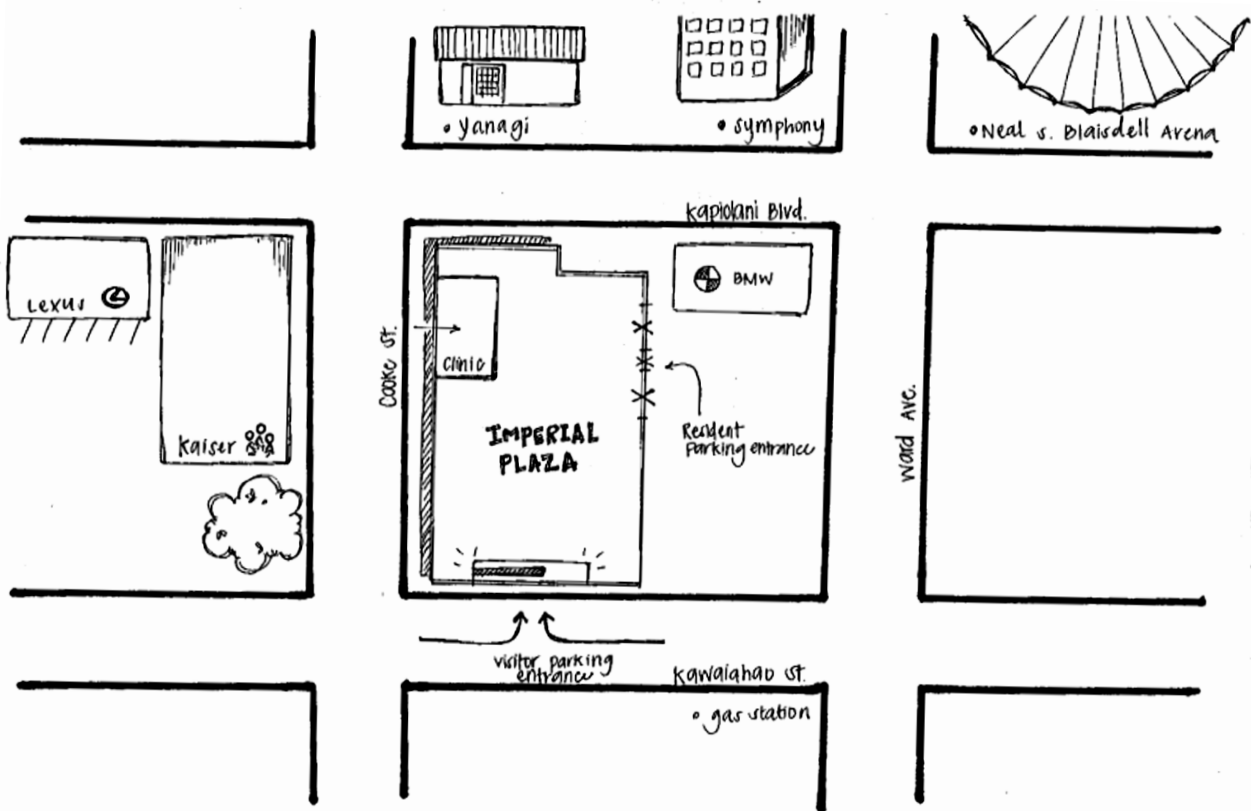 • Yanagi
• symphony
• Neal s. Blaisdell Arena
Kapiolani Blvd.
Lexus
BMW
Cooke St.
Clinic
Kaiser
IMPERIAL
PLAZA
Resident
Parking entrance
Ward Ave.
visitor parking
entrance
Kawaiahao St.
• gas station